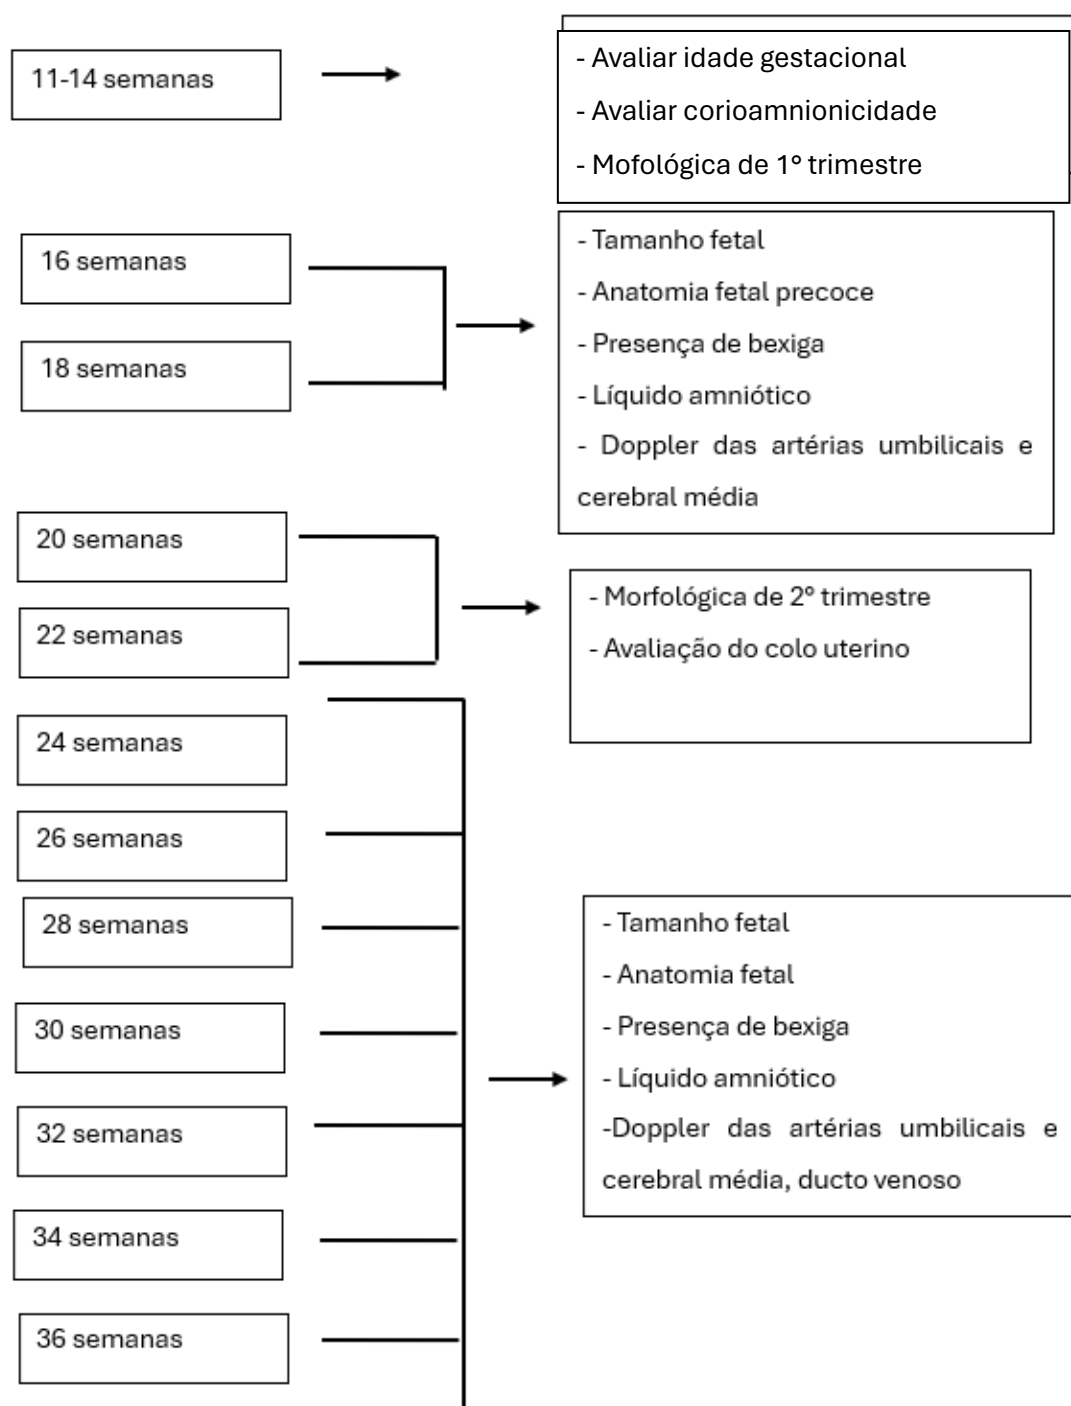 11-14 semanas
- Avaliar idade gestacional
- Avaliar corioamnionicidade
- Mofológica de 1° trimestre
16 semanas
18 semanas
- Tamanho fetal
- Anatomia fetal precoce
- Presença de bexiga
- Líquido amniótico
- Doppler das artérias umbilicais e
cerebral média
20 semanas
22 semanas
- Morfológica de 2° trimestre
- Avaliação do colo uterino
24 semanas
26 semanas
28 semanas
30 semanas
32 semanas
34 semanas
36 semanas
- Tamanho fetal
- Anatomia fetal
- Presença de bexiga
- Líquido amniótico
-Doppler das artérias umbilicais e
cerebral média, ducto venoso